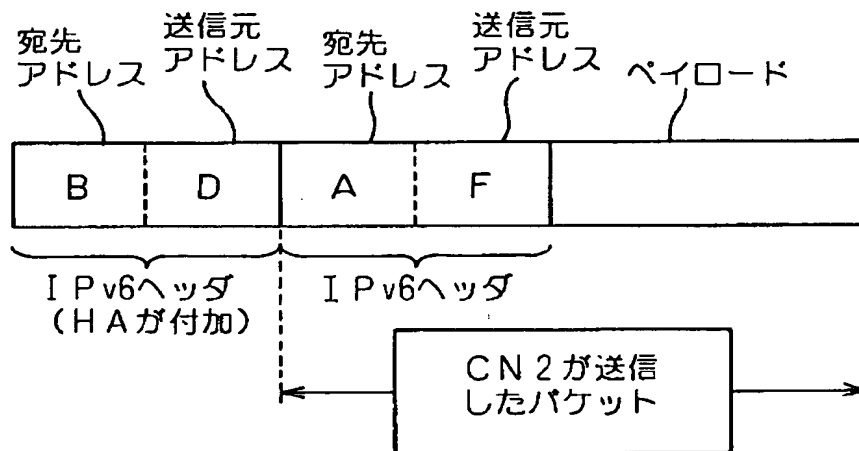 宛先
アドレス
送信元
アドレス
宛先
アドレス
送信元
アドレス
ペイロード
B
D
A
F
IPv6ヘッダ
(HAが付加)
IPv6ヘッダ
CN2が送信
したパケット